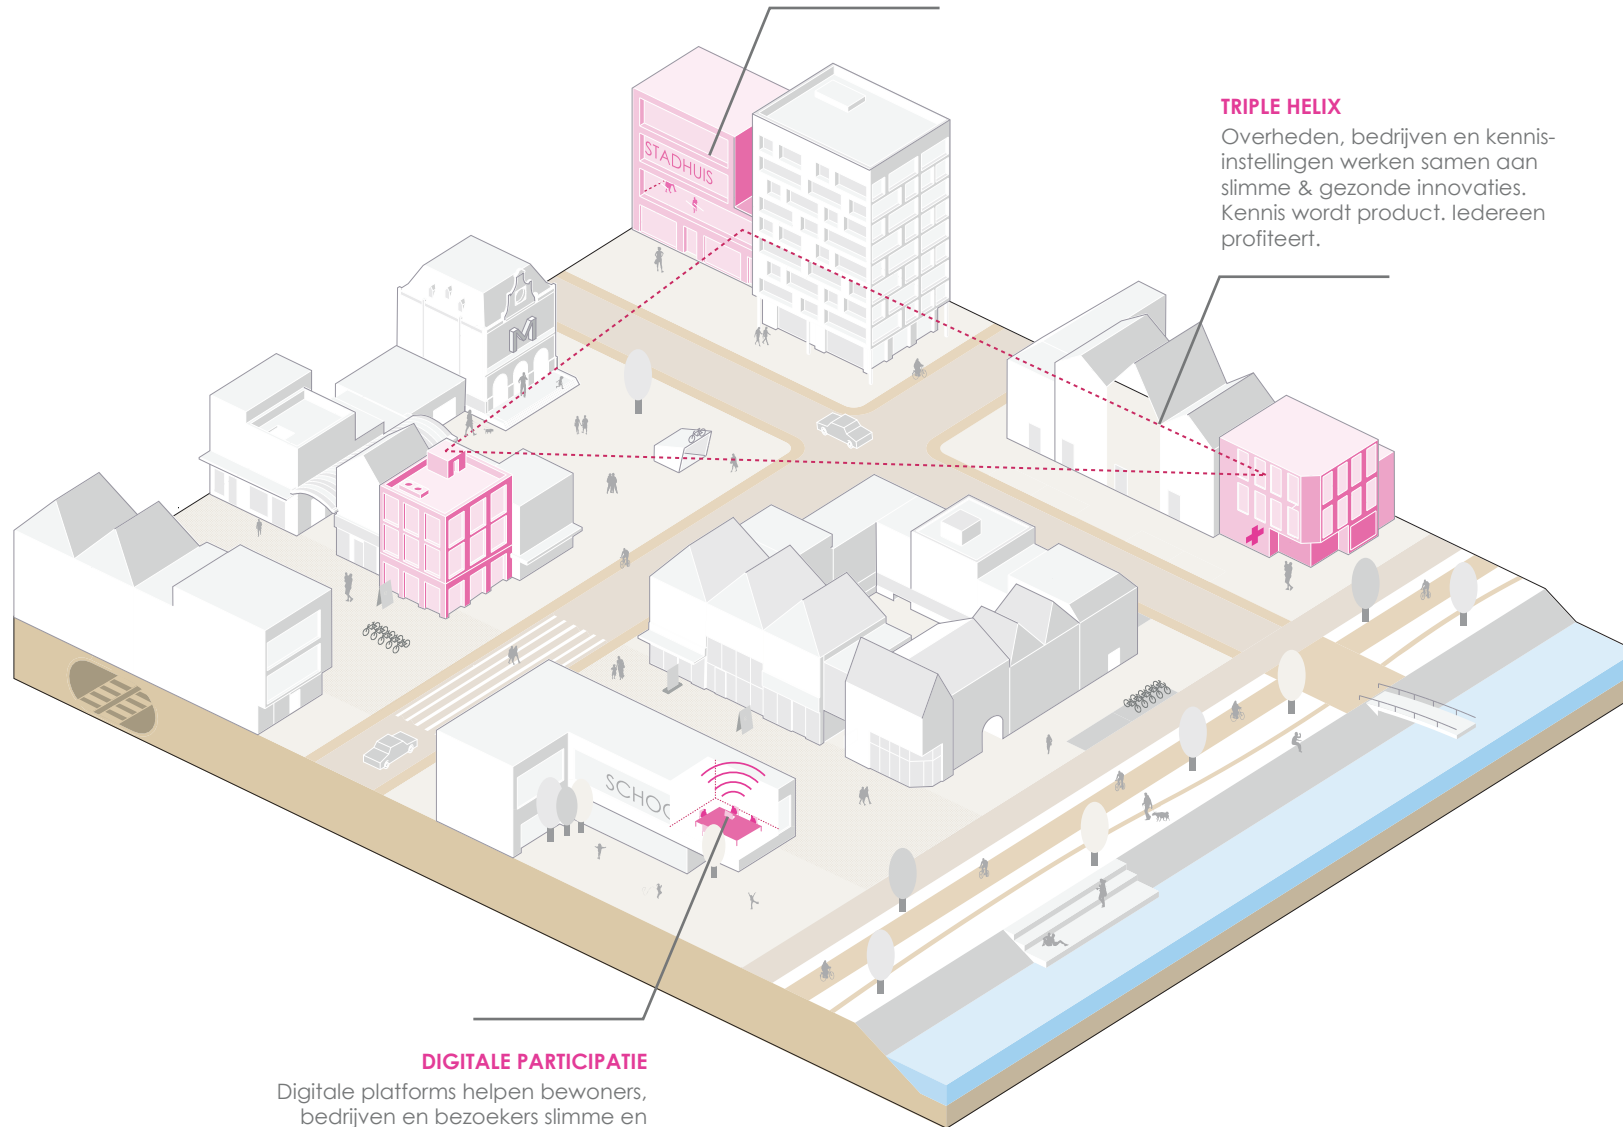 STADHUIS
TRIPLE HELIX
Overheden, bedrijven en kennis-
instellingen werken samen aan
slimme & gezonde innovaties.
Kennis wordt product. Iedereen
profiteert.
M
SCHOO
DIGITALE PARTICIPATIE
Digitale platforms helpen bewoners,
bedrijven en bezoekers slimme en